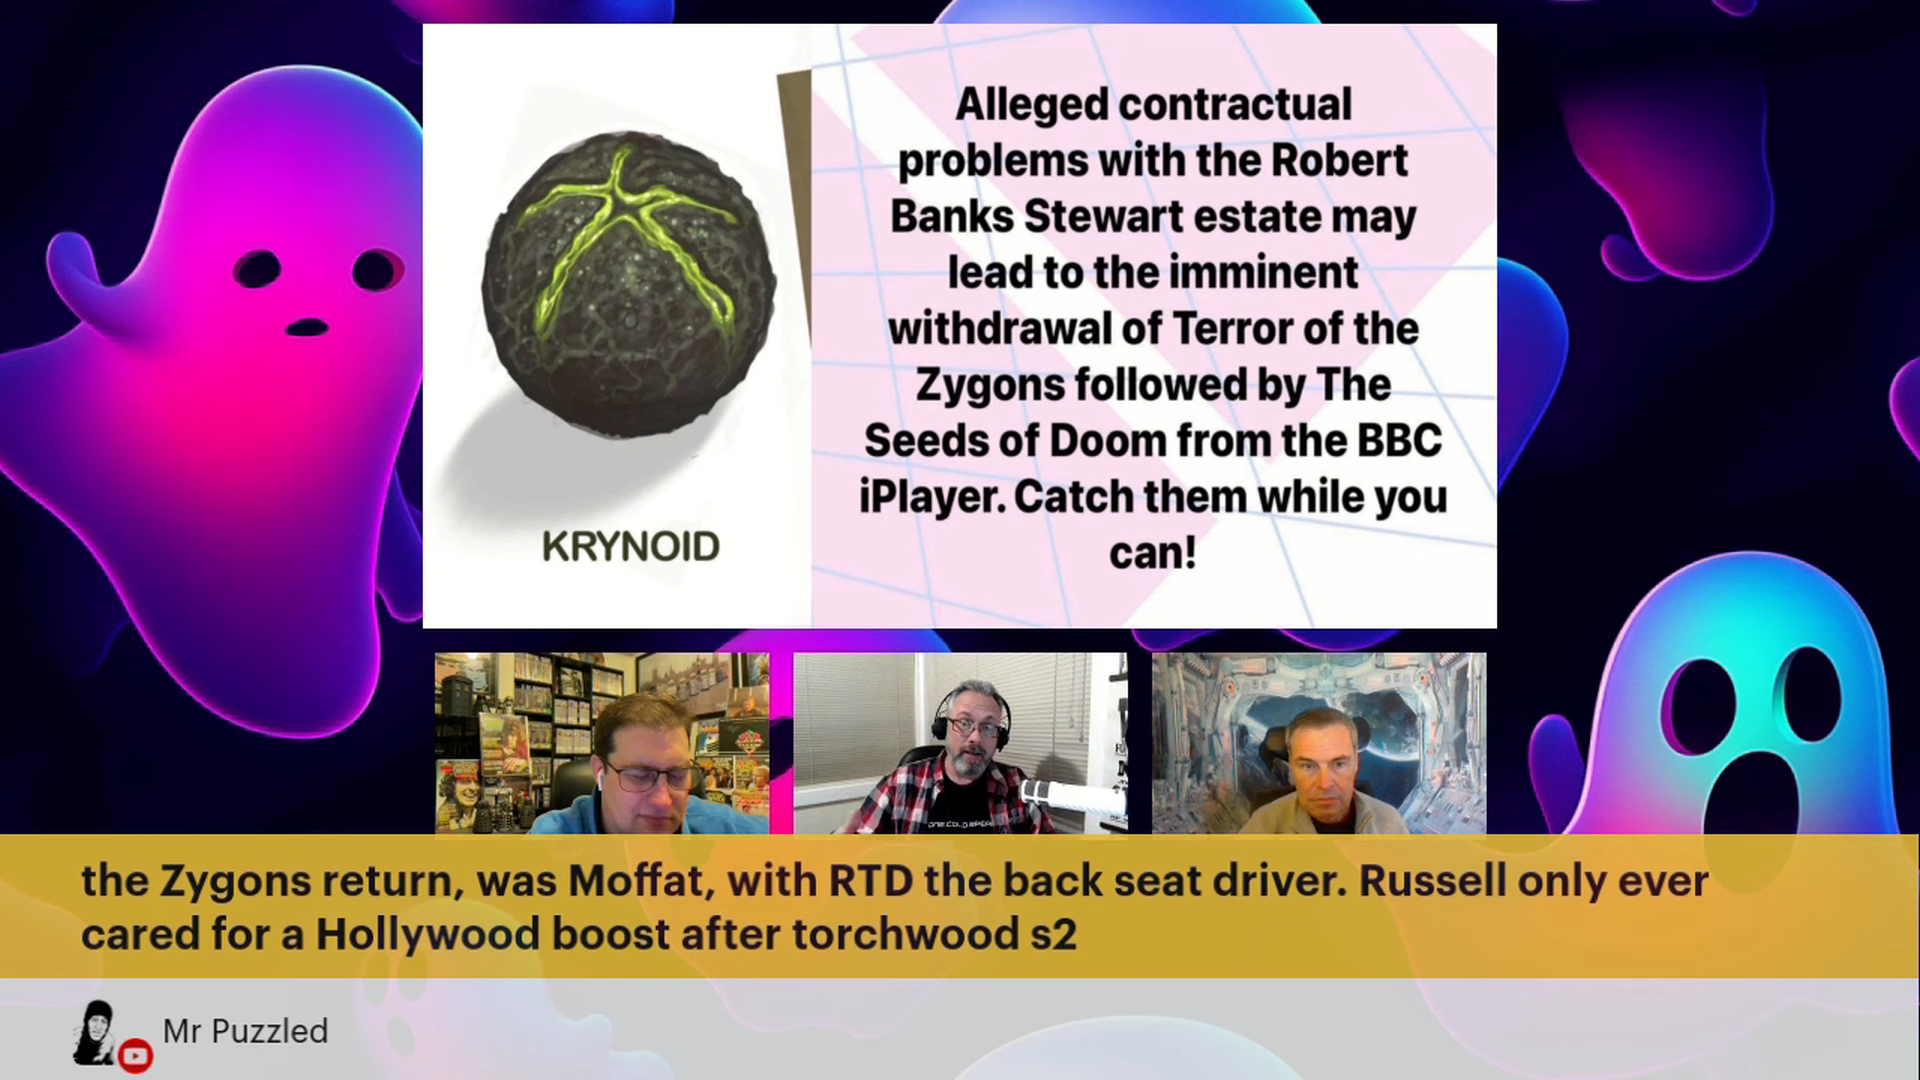 Alleged contractual
problems with the Robert
Banks Stewart estate may
lead to the imminent
withdrawal of Terror of the
Zygons followed by The
Seeds of Doom from the BBC
iPlayer. Catch them while you
can!
KRYNOID
the Zygons return, was Moffat, with RTD the back seat driver. Russell only ever
cared for a Hollywood boost after torchwood s2
Mr Puzzled